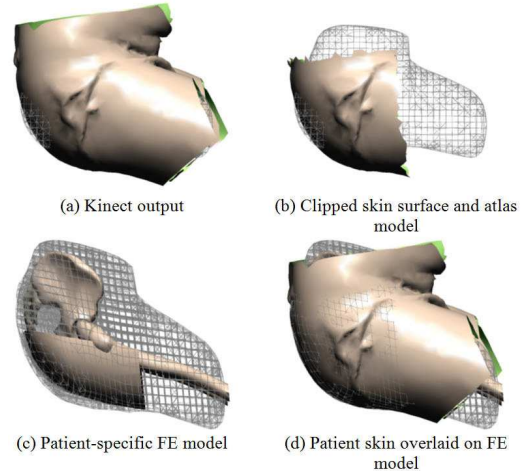 (a) Kinect output
(b) Clipped skin surface and atlas
model
(c) Patient-specific FE model
(d) Patient skin overlaid on FE
model